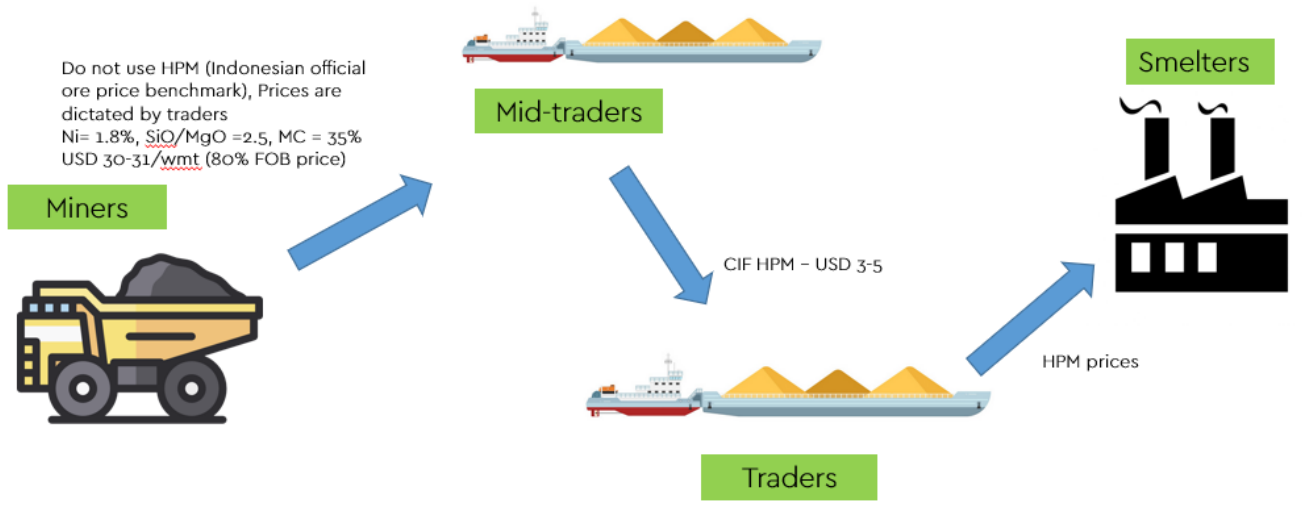 Do not use HPM (Indonesian official
ore price benchmark), Prices are
dictated by traders
Ni= 1.8%, SiO/MgO =2.5, MC = 35%
USD 30-31/wmt (80% FOB price)
Miners
Mid-traders
Smelters
CIF HPM – USD 3-5
HPM prices
Traders